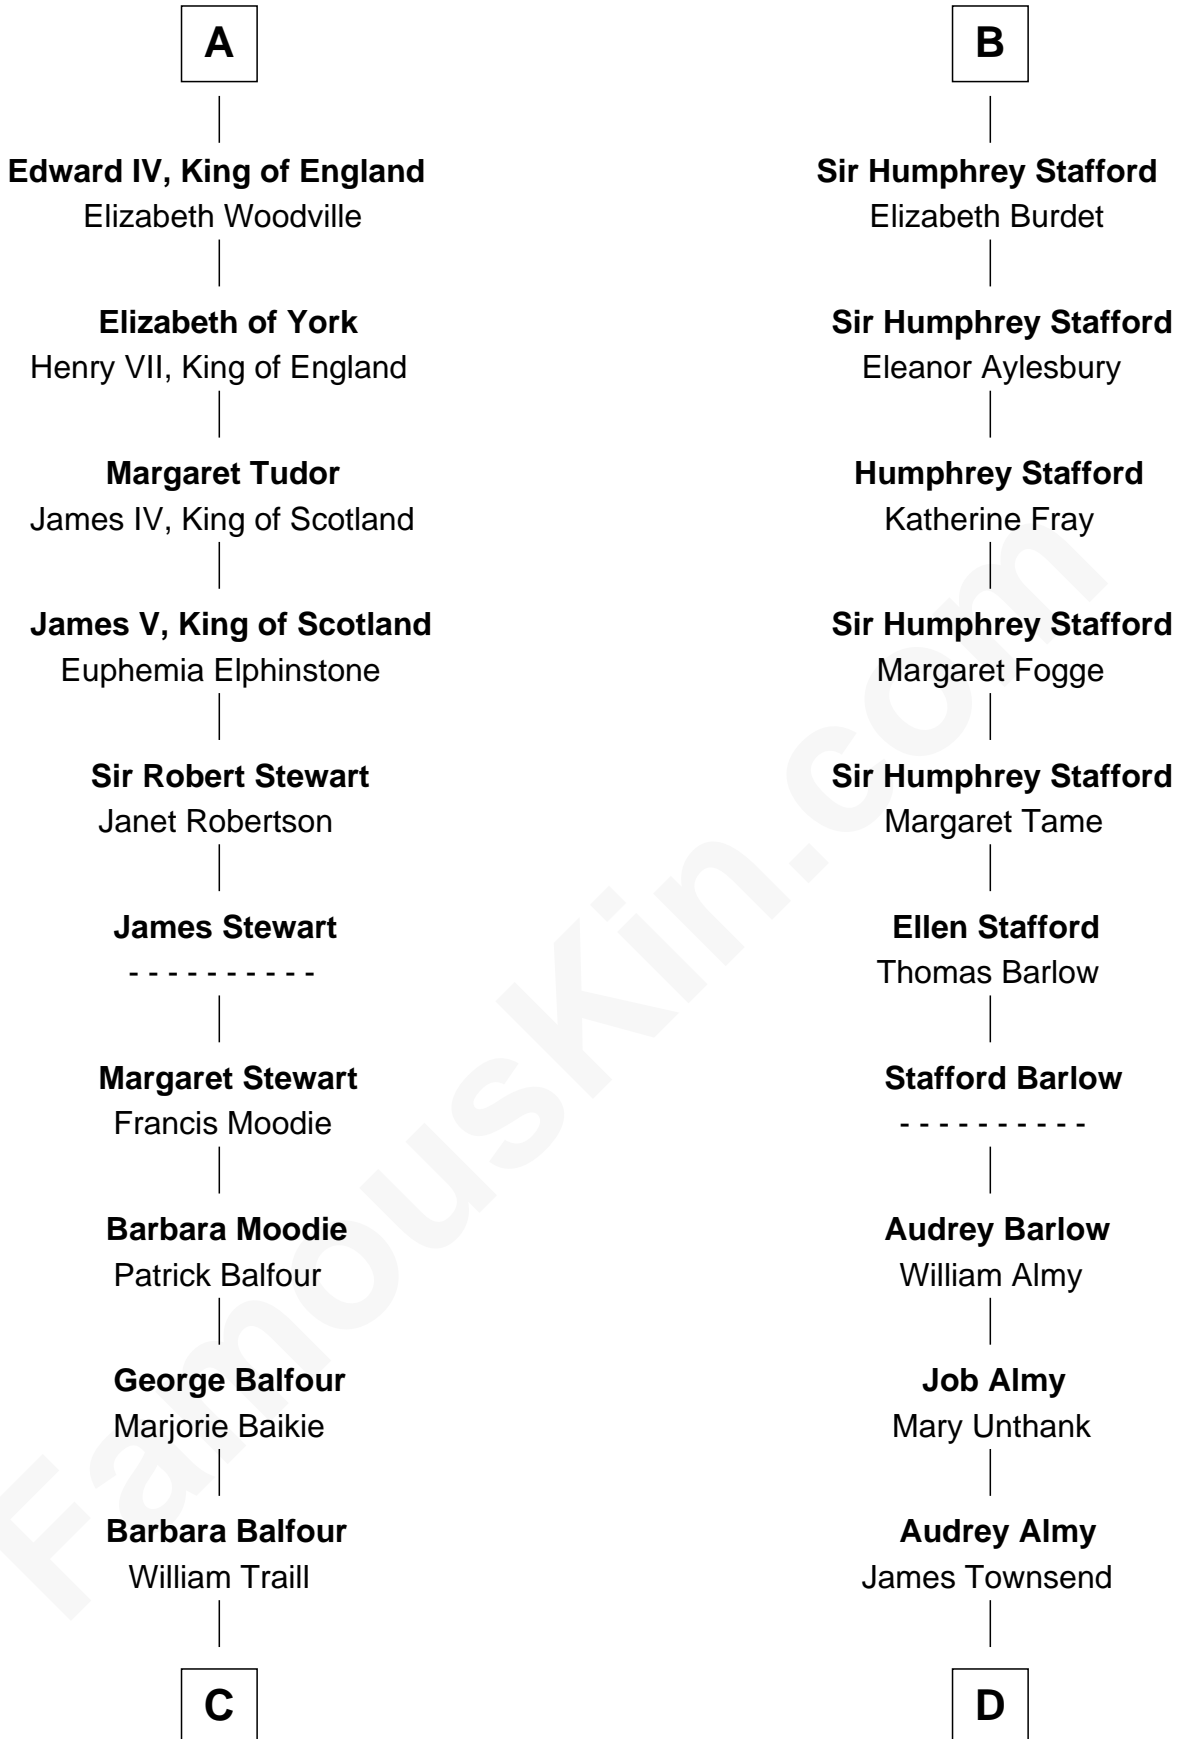 A
Edward IV, King of England
Elizabeth Woodville
Elizabeth of York
Henry VII, King of England
Margaret Tudor
James IV, King of Scotland
James V, King of Scotland
Euphemia Elphinstone
Sir Robert Stewart
Janet Robertson
James Stewart
- - - - - - - - - -
Margaret Stewart
Francis Moodie
Barbara Moodie
Patrick Balfour
George Balfour
Marjorie Baikie
Barbara Balfour
William Traill
C
B
Sir Humphrey Stafford
Elizabeth Burdet
Sir Humphrey Stafford
Eleanor Aylesbury
Humphrey Stafford
Katherine Fray
Sir Humphrey Stafford
Margaret Fogge
Sir Humphrey Stafford
Margaret Tame
Ellen Stafford
Thomas Barlow
Stafford Barlow
- - - - - - - - - -
Audrey Barlow
William Almy
Job Almy
Mary Unthank
Audrey Almy
James Townsend
D
FamousKin.com